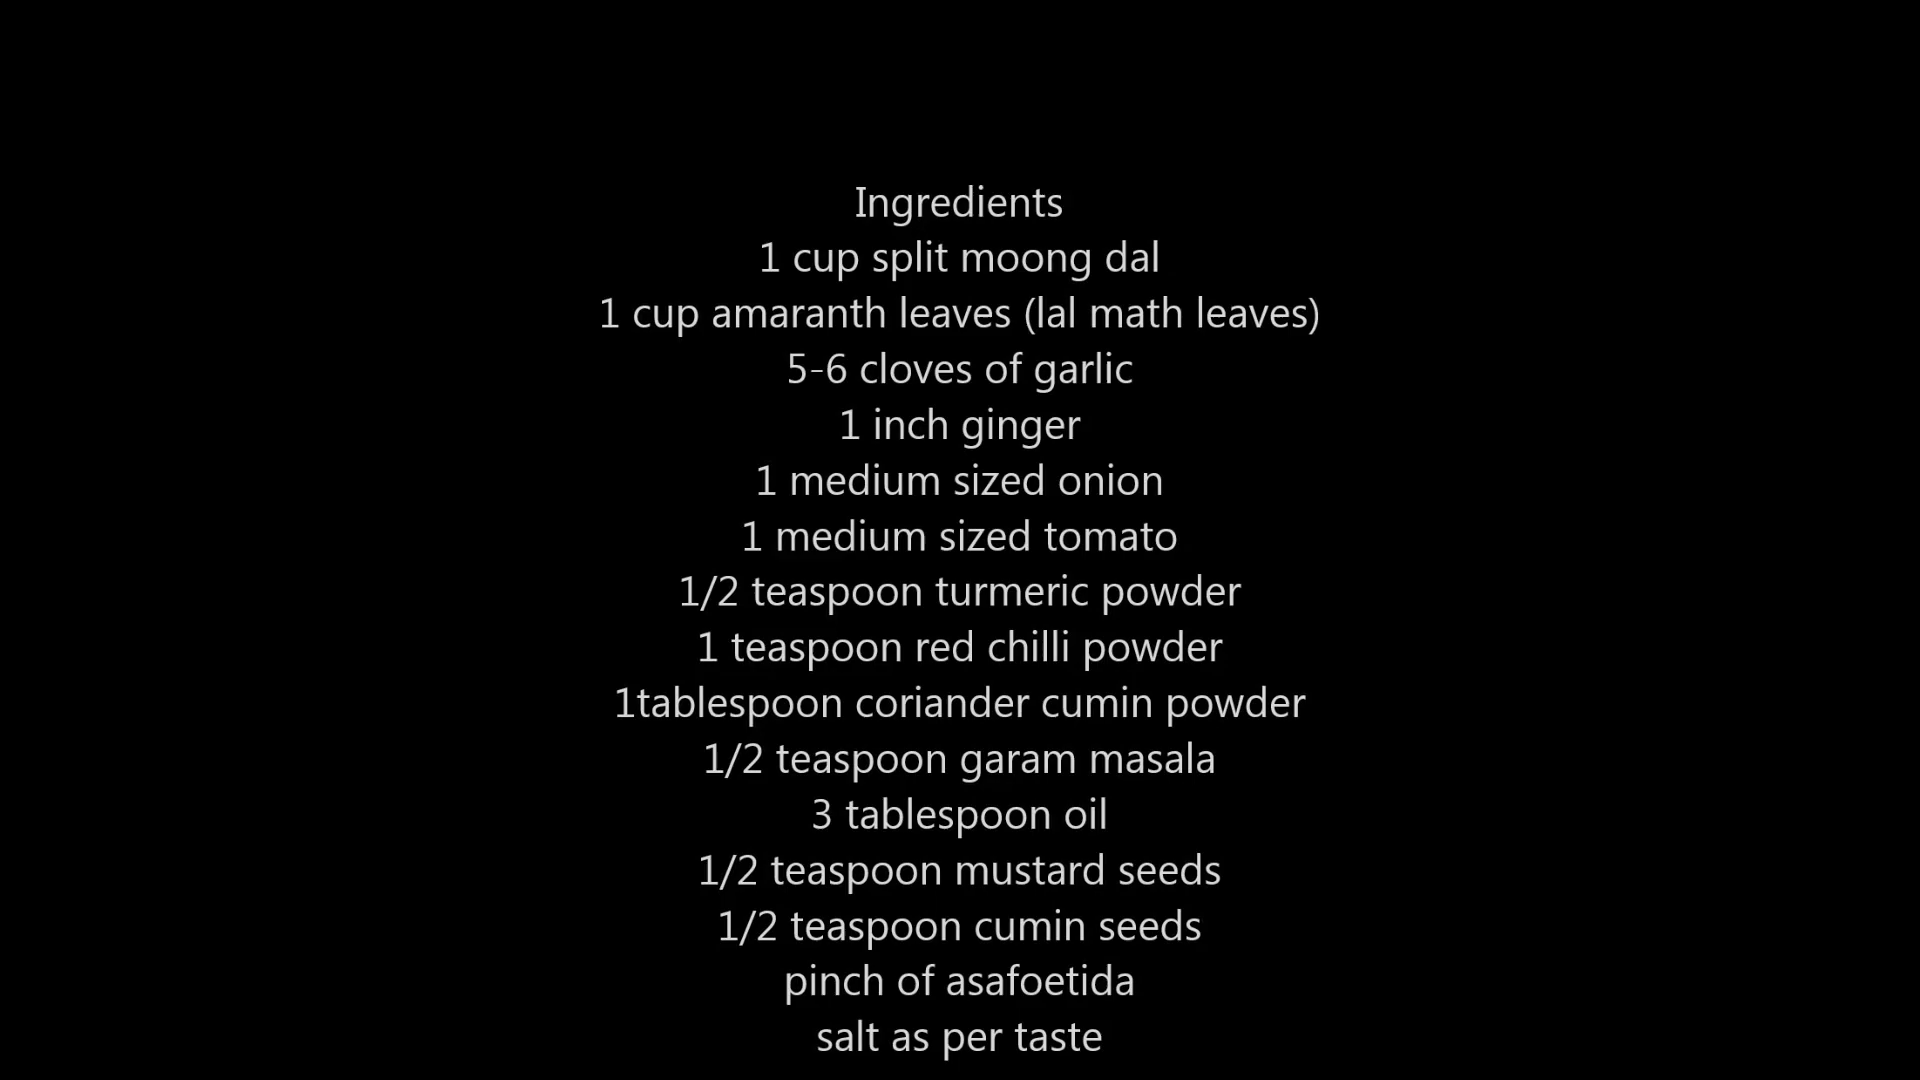 Ingredients
1 cup split moong dal
1 cup amaranth leaves (lal math leaves)
5-6 cloves of garlic
1 inch ginger
1 medium sized onion
1 medium sized tomato
1/2 teaspoon turmeric powder
1 teaspoon red chilli powder
1tablespoon coriander cumin powder
1/2 teaspoon garam masala
3 tablespoon oil
1/2 teaspoon mustard seeds
1/2 teaspoon cumin seeds
pinch of asafoetida
salt as per taste